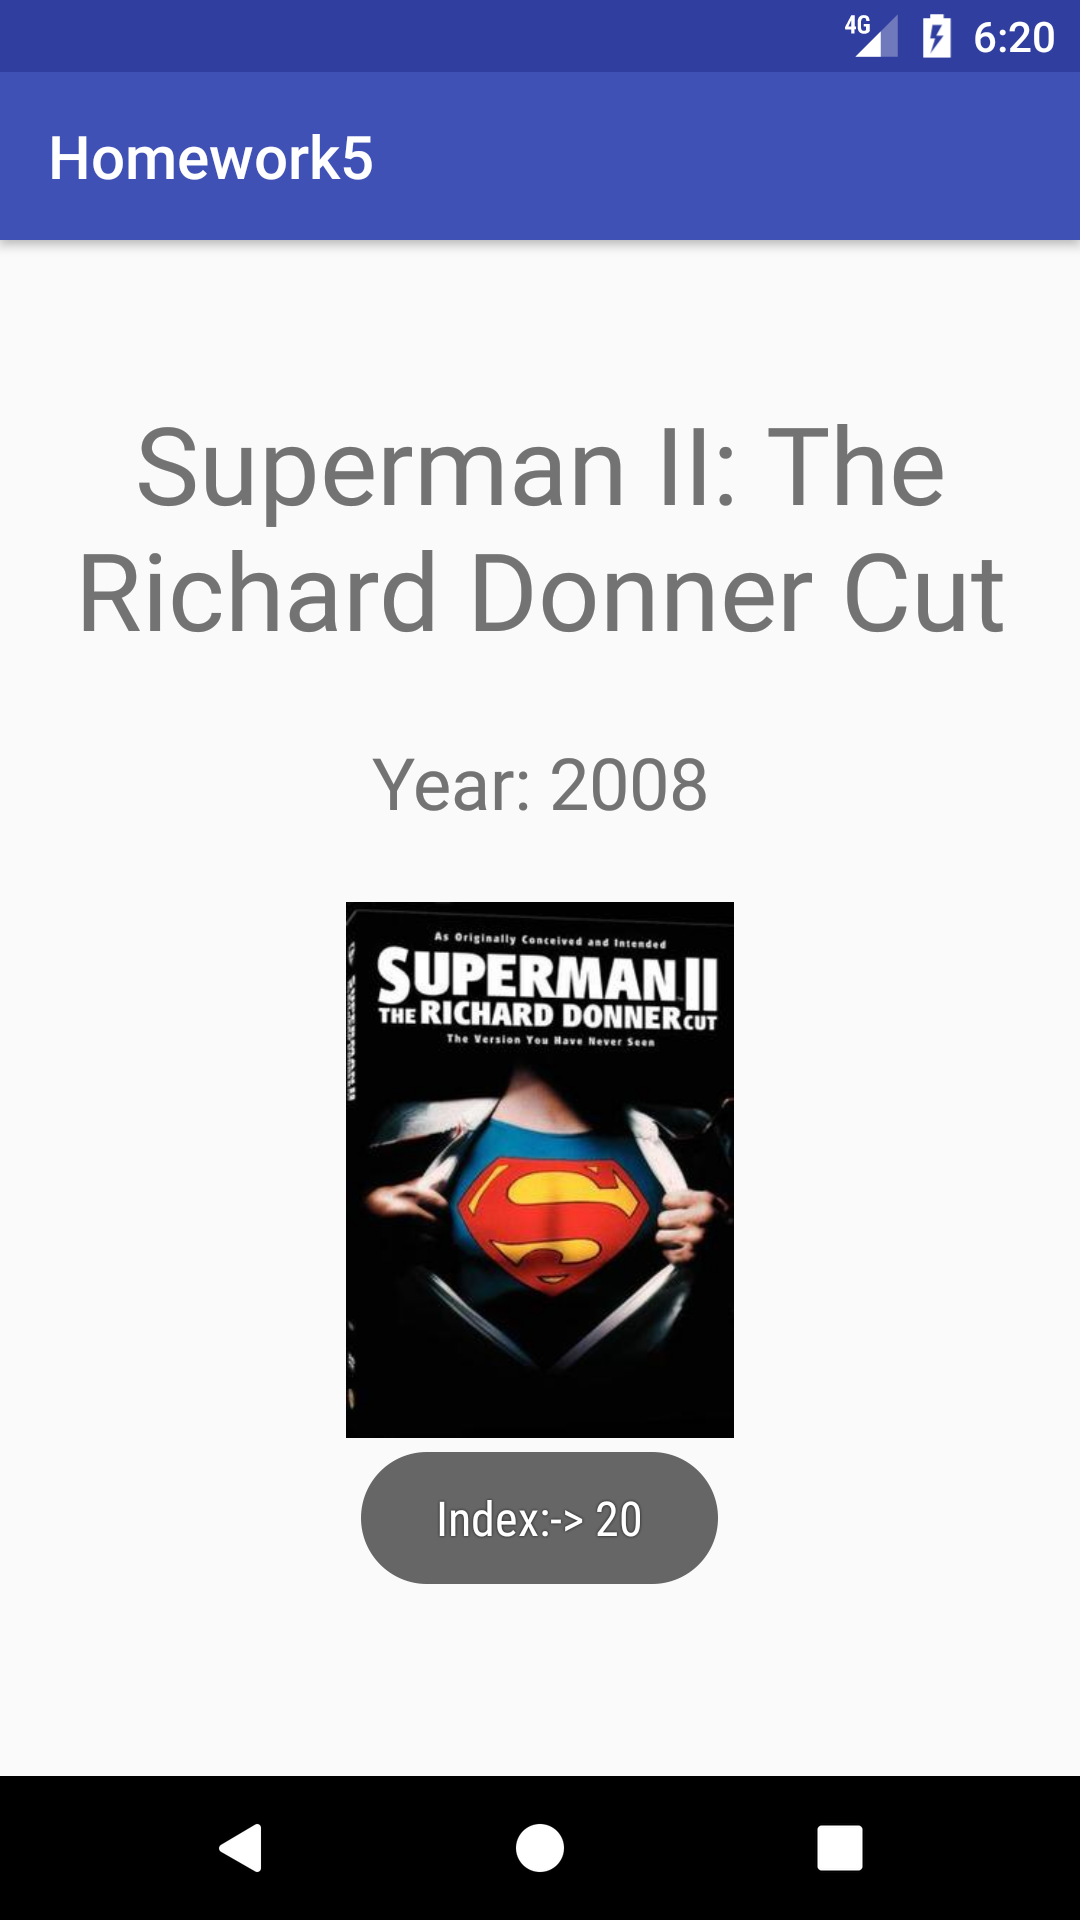 4G 6:20
Homework5
Superman II: The
Richard Donner Cut
Year: 2008
As Originally Conceived and Intended
SUPERMAN II
THE RICHARD DONNER CUT
The Version You Have Never Seen
Index:-> 20